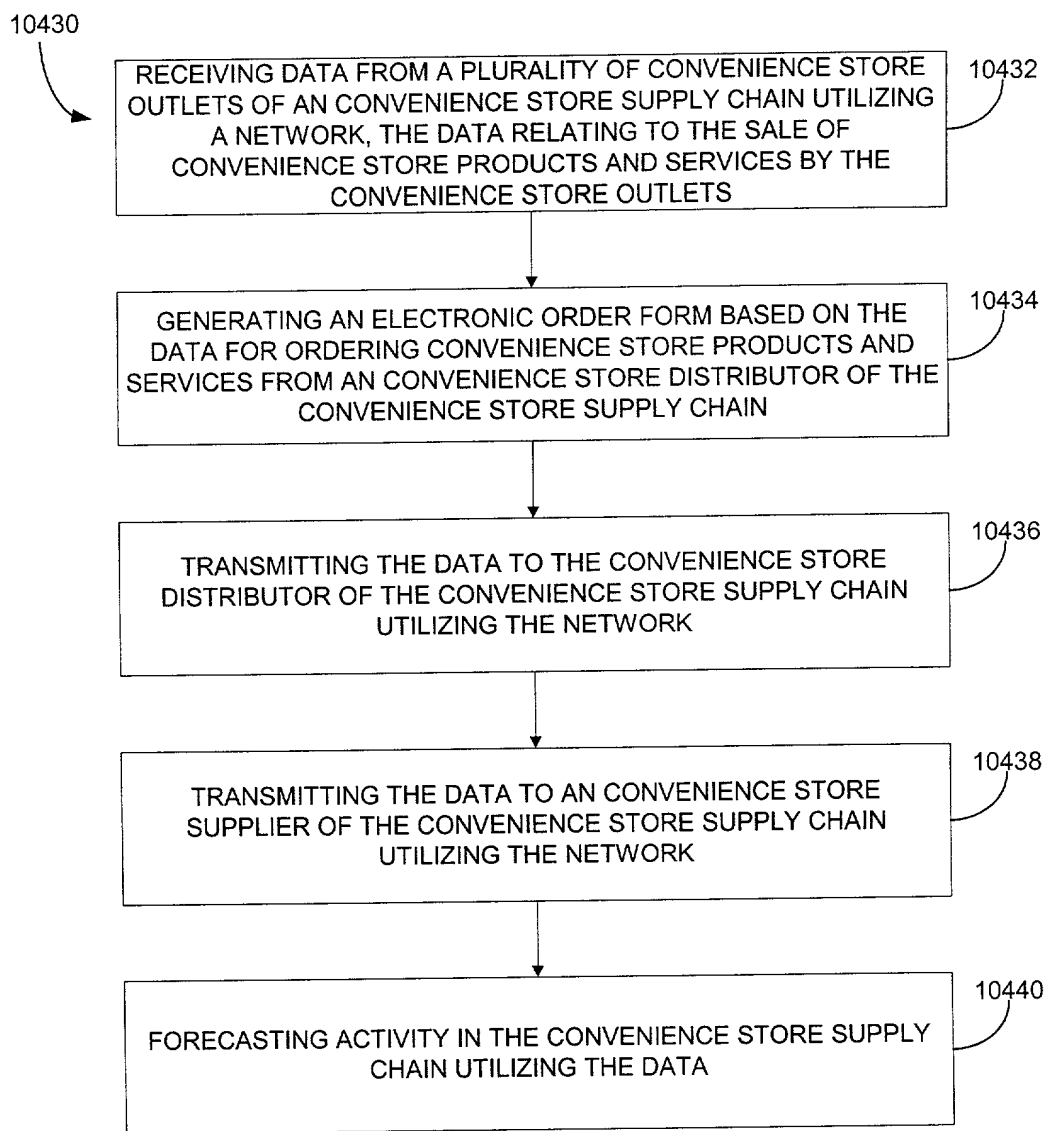 10430
RECEIVING DATA FROM A PLURALITY OF CONVENIENCE STORE
OUTLETS OF AN CONVENIENCE STORE SUPPLY CHAIN UTILIZING
A NETWORK, THE DATA RELATING TO THE SALE OF
CONVENIENCE STORE PRODUCTS AND SERVICES BY THE
CONVENIENCE STORE OUTLETS
10432
GENERATING AN ELECTRONIC ORDER FORM BASED ON THE
DATA FOR ORDERING CONVENIENCE STORE PRODUCTS AND
SERVICES FROM AN CONVENIENCE STORE DISTRIBUTOR OF THE
CONVENIENCE STORE SUPPLY CHAIN
10434
TRANSMITTING THE DATA TO THE CONVENIENCE STORE
DISTRIBUTOR OF THE CONVENIENCE STORE SUPPLY CHAIN
UTILIZING THE NETWORK
10436
TRANSMITTING THE DATA TO AN CONVENIENCE STORE
SUPPLIER OF THE CONVENIENCE STORE SUPPLY CHAIN
UTILIZING THE NETWORK
10438
FORECASTING ACTIVITY IN THE CONVENIENCE STORE SUPPLY
CHAIN UTILIZING THE DATA
10440